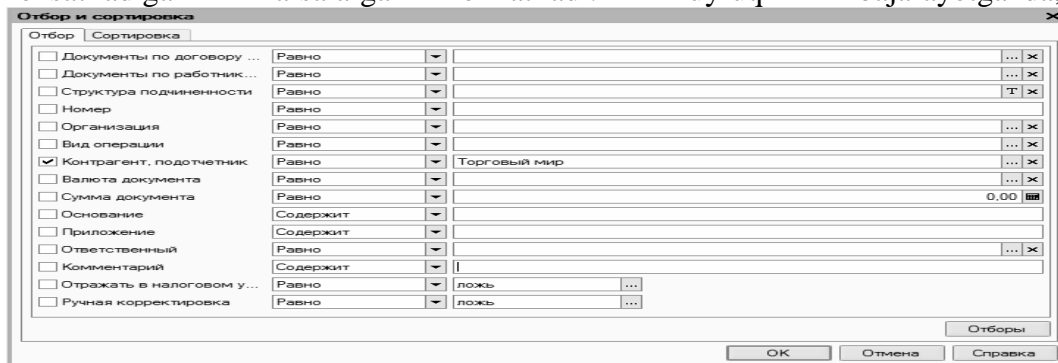 Отбор и сортировка
Отбор Сортировка
Документы по договору ... Равно
Документы по работник... Равно
Структура подчиненности Равно T
Номер Равно
Организация Равно
Вид операции Равно
Контрагент, подотчетник Равно Торговый мир
Валюта документа Равно
Сумма документа Равно 0,00
Основание Содержит
Приложение Содержит
Ответственный Равно
Комментарий Содержит
Отражать в налоговом у... Равно ложь
Ручная корректировка Равно ложь
Отборы
OK Отмена Справка